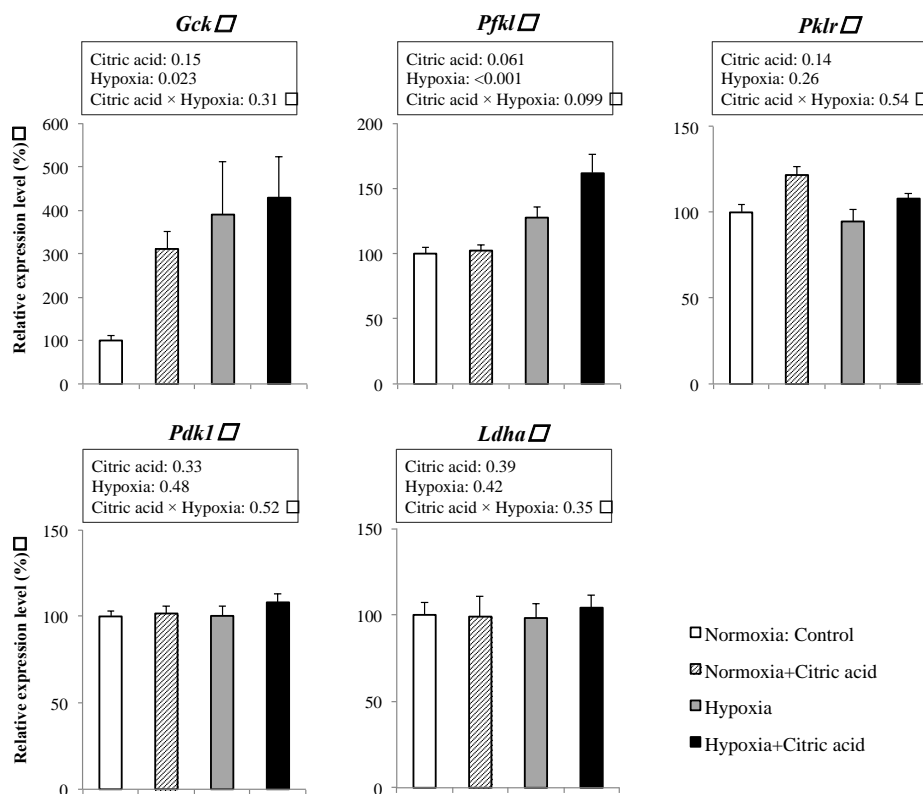 Gck
Citric acid: 0.15
Hypoxia: 0.023
Citric acid × Hypoxia: 0.31
Relative expression level (%)
600
500
400
300
200
100
0
Pfkl
Citric acid: 0.061
Hypoxia: <0.001
Citric acid × Hypoxia: 0.099
200
150
100
50
0
Pklr
Citric acid: 0.14
Hypoxia: 0.26
Citric acid × Hypoxia: 0.54
150
100
50
0
Pdk1
Citric acid: 0.33
Hypoxia: 0.48
Citric acid × Hypoxia: 0.52
Relative expression level (%)
150
100
50
0
Ldha
Citric acid: 0.39
Hypoxia: 0.42
Citric acid × Hypoxia: 0.35
150
100
50
0
Normoxia: Control
Normoxia+Citric acid
Hypoxia
Hypoxia+Citric acid